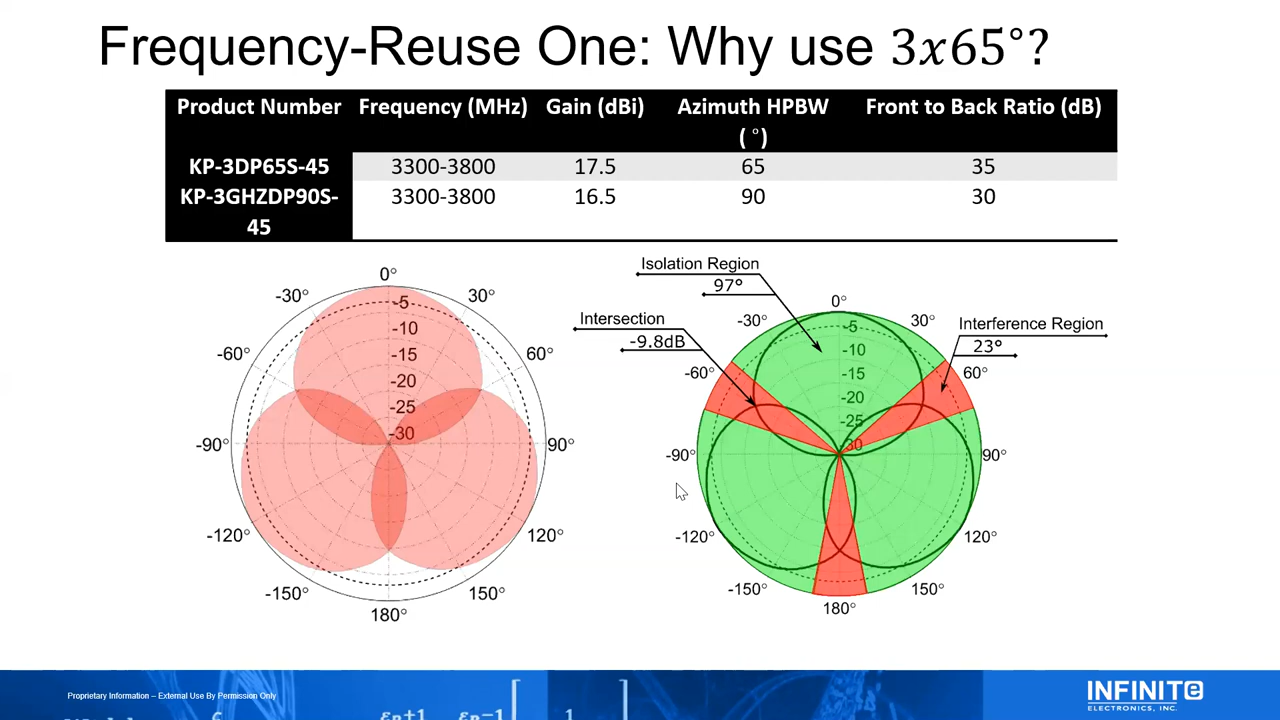 Frequency-Reuse One: Why use 3x65°?
Product Number Frequency (MHz) Gain (dBi) Azimuth HPBW Front to Back Ratio (dB)
(°)
KP-3DP65S-45 3300-3800 17.5 65 35
KP-3GHZDP90S- 3300-3800 16.5 90 30
45
0°
-30° 30°
-5
-10
-60° 60°
-15
-20
-25
-30
-90° 90°
-120° 120°
-150° 150°
180°
Isolation Region
97°
Intersection
-9.8dB
Interference Region
23°
0°
-30° 30°
-5
-10
-60° 60°
-15
-20
-25
-30
-90° 90°
-120° 120°
-150° 150°
180°
Proprietary Information – External Use By Permission Only
INFINITe
ELECTRONICS, INC.